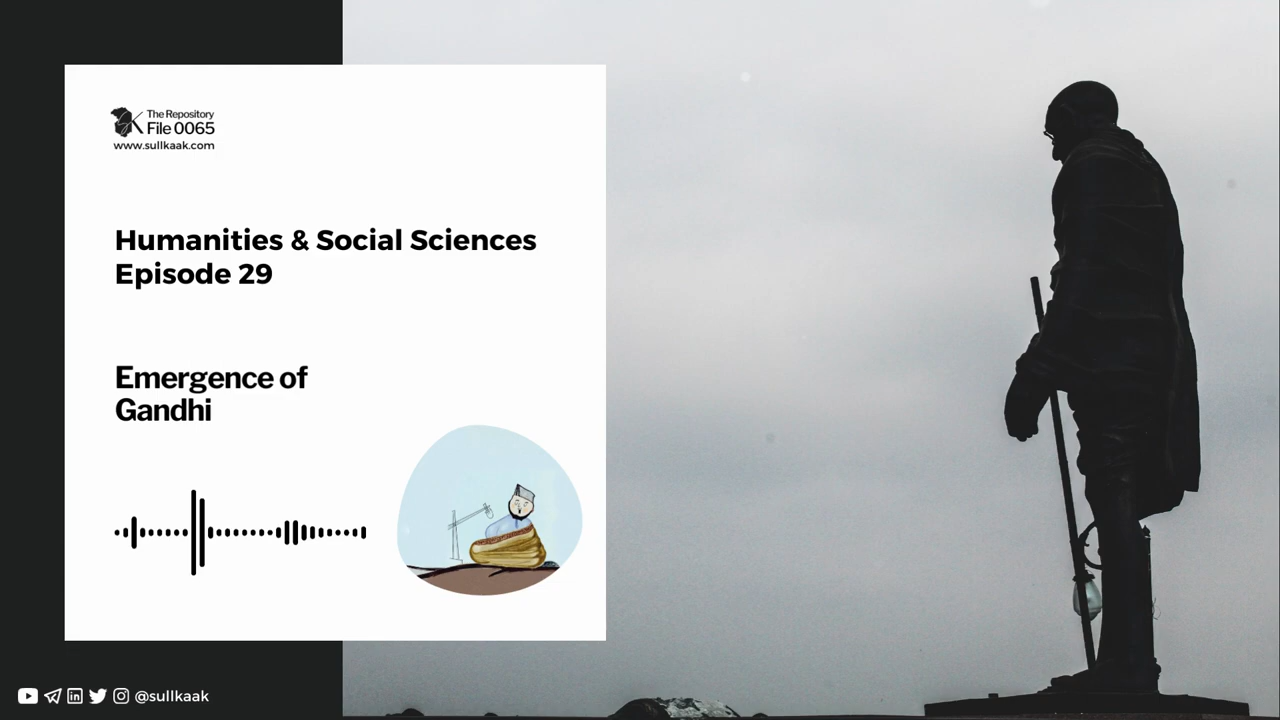 The Repository
File 0065
www.sullkaak.com
Humanities & Social Sciences
Episode 29
Emergence of
Gandhi
@sullkaak